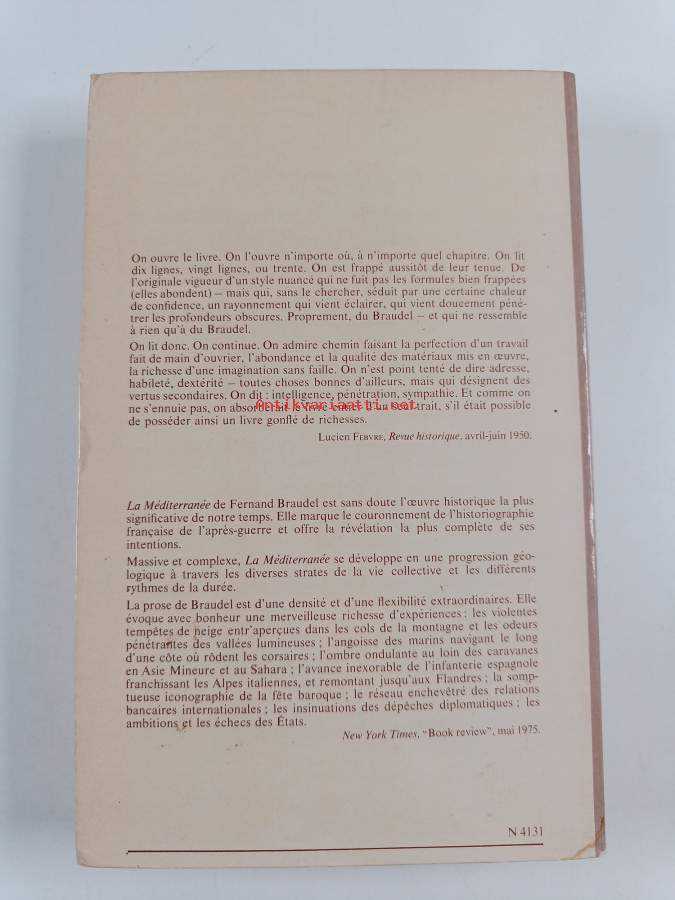 On ouvre le livre. On l'ouvre n'importe où, à n'importe quel chapitre. On lit
dix lignes, vingt lignes, ou trente. On est frappé aussitôt de leur tenue. De
l'originale vigueur d'un style nuancé qui ne fuit pas les formules bien frappées
(elles abondent) – mais qui, sans le chercher, séduit par une certaine chaleur
de confidence, un rayonnement qui vient éclairer, qui vient doucement péné-
trer les profondeurs obscures. Proprement, du Braudel – et qui ne ressemble
à rien qu'à du Braudel.
On lit donc. On continue. On admire chemin faisant la perfection d'un travail
fait de main d'ouvrier, l'abondance et la qualité des matériaux mis en œuvre,
la richesse d'une imagination sans faille. On n'est point tenté de dire adresse,
habileté, dextérité – toutes choses bonnes d'ailleurs, mais qui désignent des
vertus secondaires. On dit : intelligence, pénétration, sympathie. Et comme on
ne s'ennuie pas, on absorberait le livre entier d'un seul trait, s'il était possible
Antikvariaatti.net
de posséder ainsi un livre gonflé de richesses.
Lucien FEBVRE, Revue historique, avril-juin 1950.
La Méditerranée de Fernand Braudel est sans doute l'œuvre historique la plus
significative de notre temps. Elle marque le couronnement de l'historiographie
française de l'après-guerre et offre la révélation la plus complète de ses
intentions.
Massive et complexe, La Méditerranée se développe en une progression géo-
logique à travers les diverses strates de la vie collective et les différents
rythmes de la durée.
La prose de Braudel est d'une densité et d'une flexibilité extraordinaires. Elle
évoque avec bonheur une merveilleuse richesse d'expériences : les violentes
tempêtes de neige entr'aperçues dans les cols de la montagne et les odeurs
pénétrantes des vallées lumineuses ; l'angoisse des marins navigant le long
d'une côte où rôdent les corsaires ; l'ombre ondulante au loin des caravanes
en Asie Mineure et au Sahara ; l'avance inexorable de l'infanterie espagnole
franchissant les Alpes italiennes, et remontant jusqu'aux Flandres ; la somp-
tueuse iconographie de la fête baroque ; le réseau enchevêtré des relations
bancaires internationales ; les insinuations des dépêches diplomatiques ; les
ambitions et les échecs des États.
New York Times, "Book review", mai 1975.
N 4131